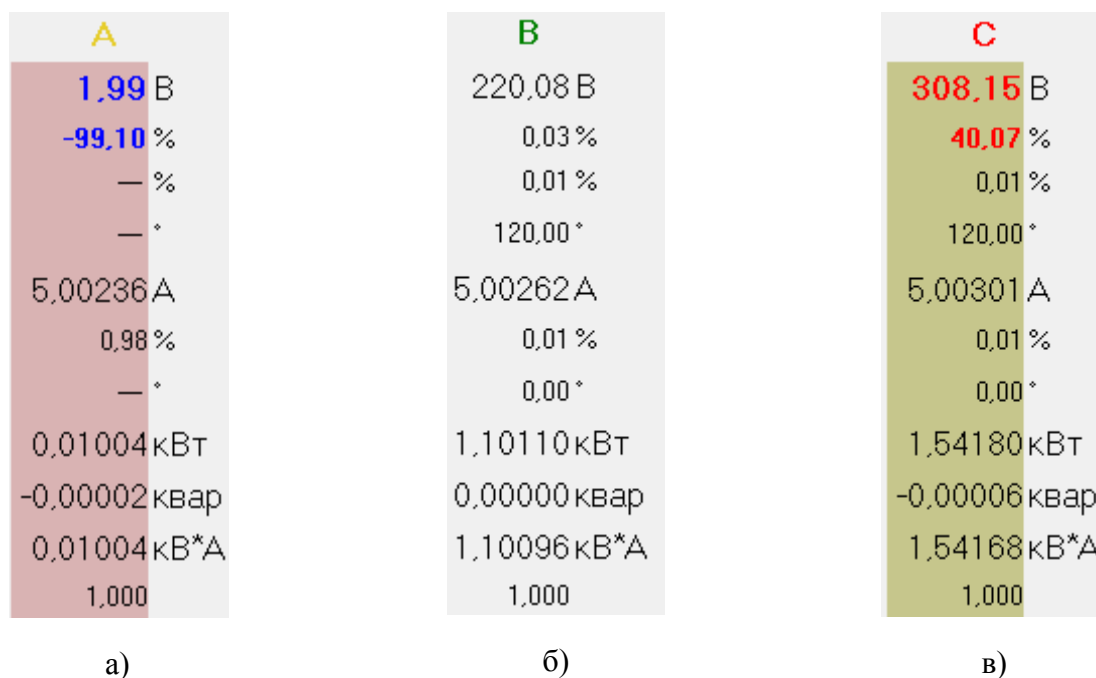 A
1,99 В
-99,10 %
— %
— °
5,00236 А
0,98 %
— °
0,01004 кВт
-0,00002 квар
0,01004 кВ*А
1,000
а)
B
220,08 В
0,03 %
0,01 %
120,00 °
5,00262 А
0,01 %
0,00 °
1,10110 кВт
0,00000 квар
1,10096 кВ*А
1,000
б)
C
308,15 В
40,07 %
0,01 %
120,00 °
5,00301 А
0,01 %
0,00 °
1,54180 кВт
-0,00006 квар
1,54168 кВ*А
1,000
в)